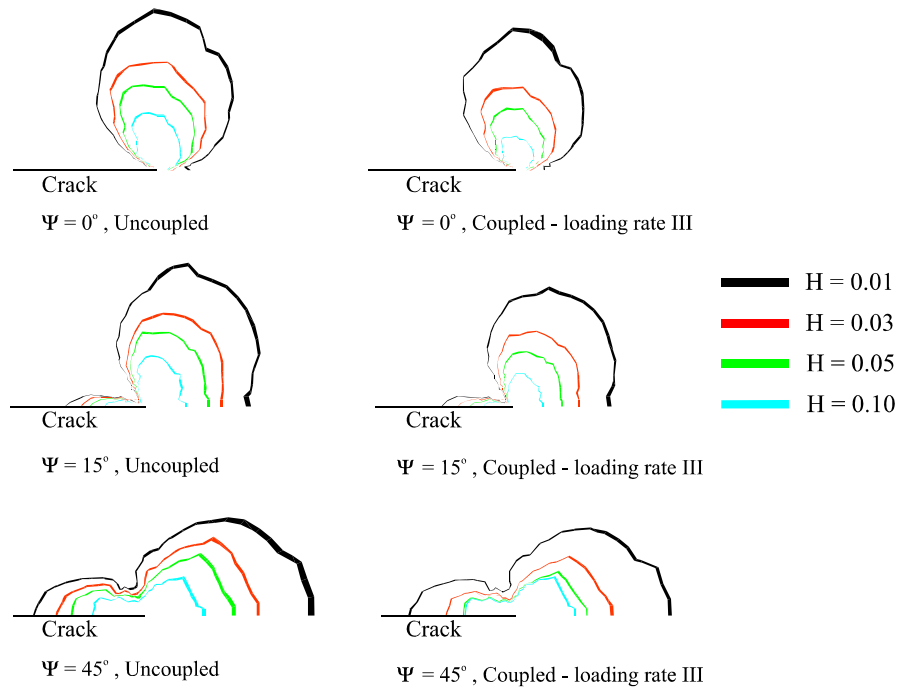 Crack
Crack
Ψ = 0° , Uncoupled
Ψ = 0° , Coupled - loading rate III
H = 0.01
H = 0.03
H = 0.05
H = 0.10
Crack
Crack
Ψ = 15° , Uncoupled
Ψ = 15° , Coupled - loading rate III
Crack
Crack
Ψ = 45° , Uncoupled
Ψ = 45° , Coupled - loading rate III